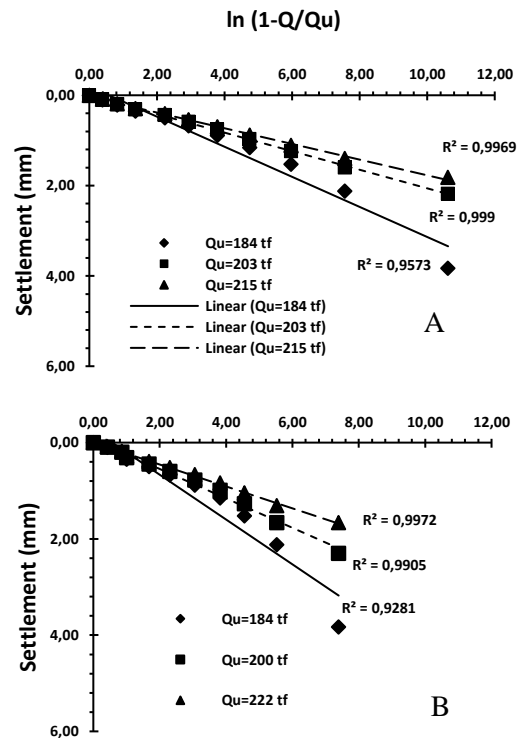 ln (1-Q/Qu)
0,00 2,00 4,00 6,00 8,00 10,00 12,00
0,00
2,00
4,00
6,00
Settlement (mm)
R² = 0,9969
R² = 0,999
R² = 0,9573
Qu=184 tf
Qu=203 tf
Qu=215 tf
Linear (Qu=184 tf)
Linear (Qu=203 tf)
Linear (Qu=215 tf)
A
0,00 2,00 4,00 6,00 8,00 10,00 12,00
0,00
2,00
4,00
6,00
Settlement (mm)
R² = 0,9972
R² = 0,9905
R² = 0,9281
Qu=184 tf
Qu=200 tf
Qu=222 tf
B